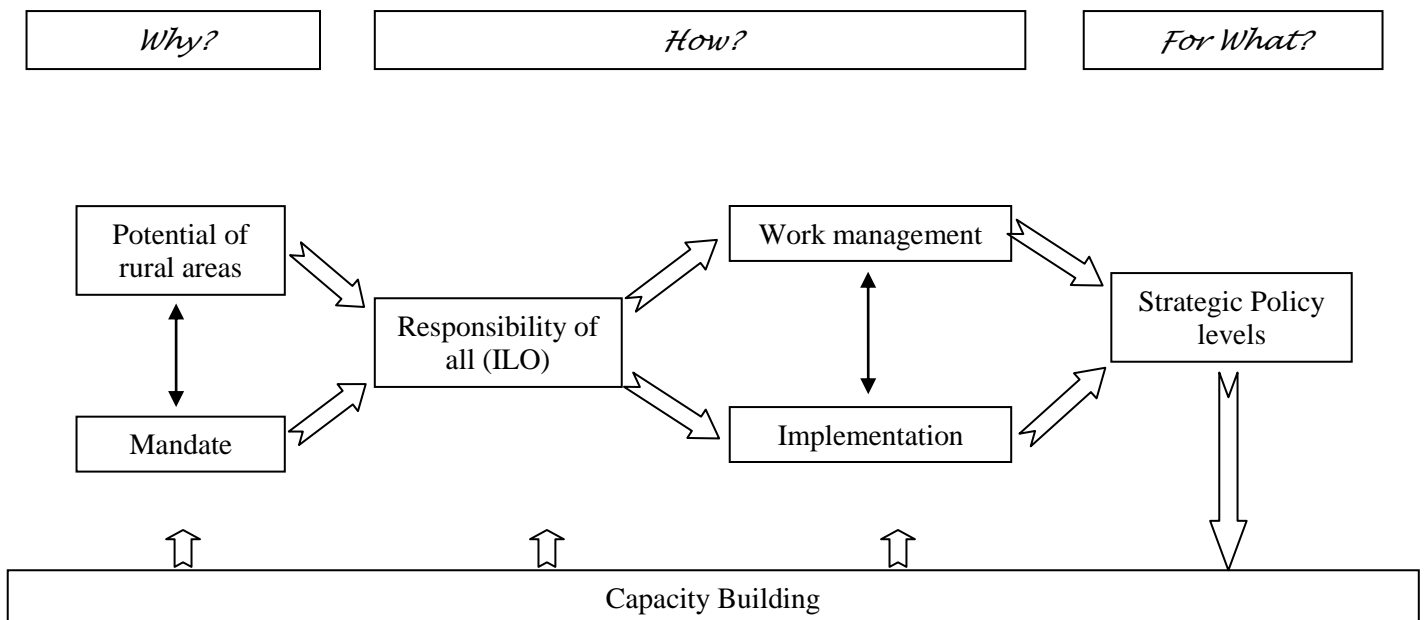 Why?
How?
For What?
Potential of
rural areas
Work management
Responsibility of
all (ILO)
Strategic Policy
levels
Mandate
Implementation
Capacity Building